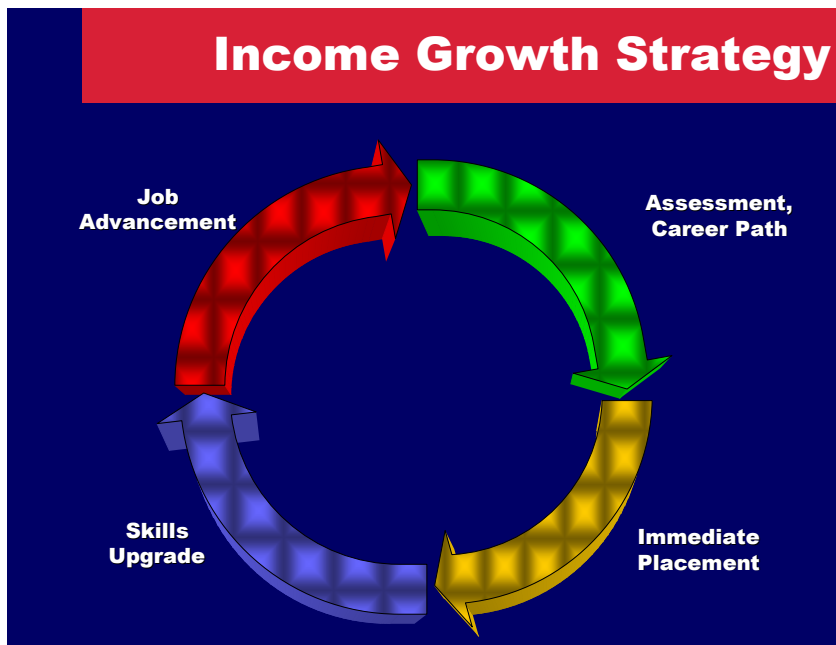 Income Growth Strategy
Job
Advancement
Assessment,
Career Path
Skills
Upgrade
Immediate
Placement